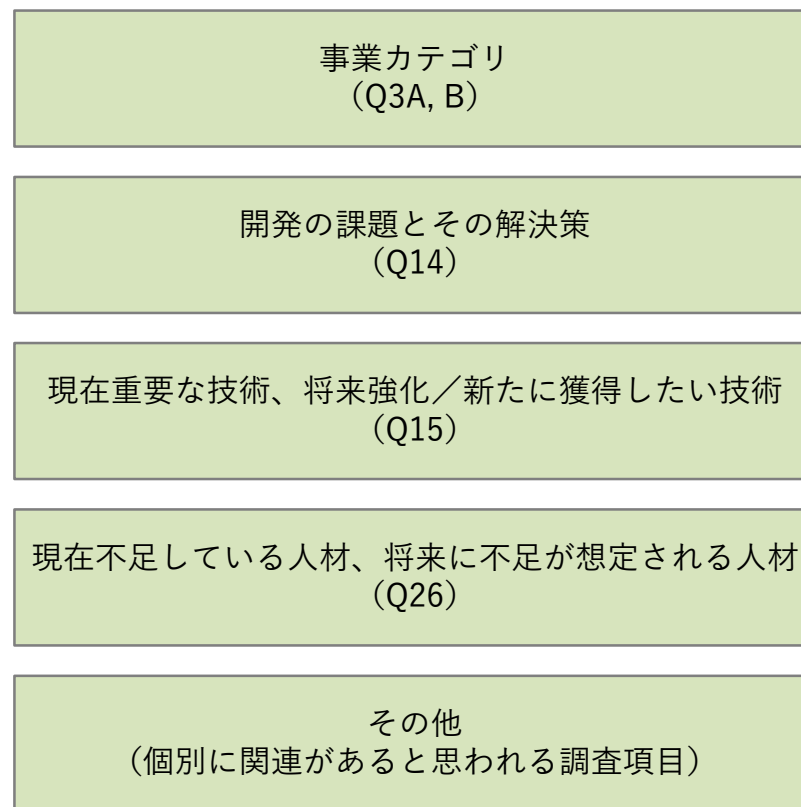 事業カテゴリ
（Q3A, B）
開発の課題とその解決策
（Q14）
現在重要な技術、将来強化／新たに獲得したい技術
（Q15）
現在不足している人材、将来に不足が想定される人材
（Q26）
その他
（個別に関連があると思われる調査項目）